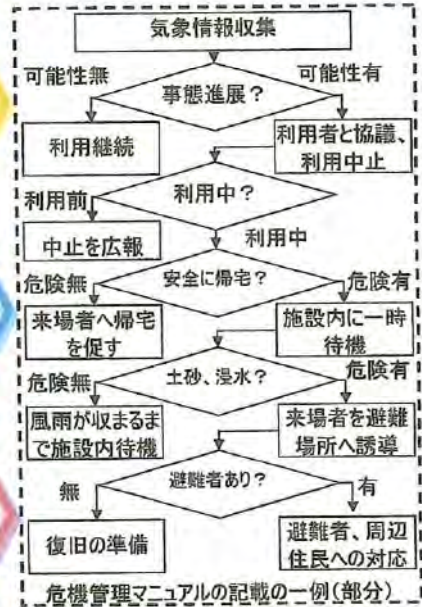 気象情報収集
可能性無
可能性有
事態進展？
利用継続
利用者と協議、
利用中止
利用中？
利用前
利用中
中止を広報
安全に帰宅？
危険無
危険有
来場者へ帰宅
を促す
施設内に一時
待機
土砂、浸水？
危険無
危険有
風雨が収まるま
で施設内待機
来場者を避難
場所へ誘導
避難者あり？
無
有
復旧の準備
避難者、周辺
住民への対応
危機管理マニュアルの記載の一例(部分)